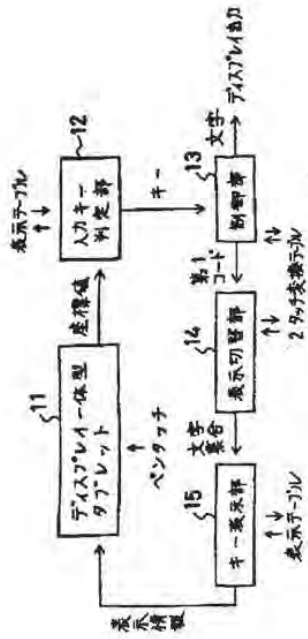 表示テーブル
12
入力キー
判定部
キー
11
ディスプレイ一体型
タブレット
座標値
ペンタッチ
13
制御部
文字
ディスプレイ出力
第1
コード
14
表示切替部
2タッチ変換テーブル
文字
集合
15
キー表示部
表示テーブル
表示情報